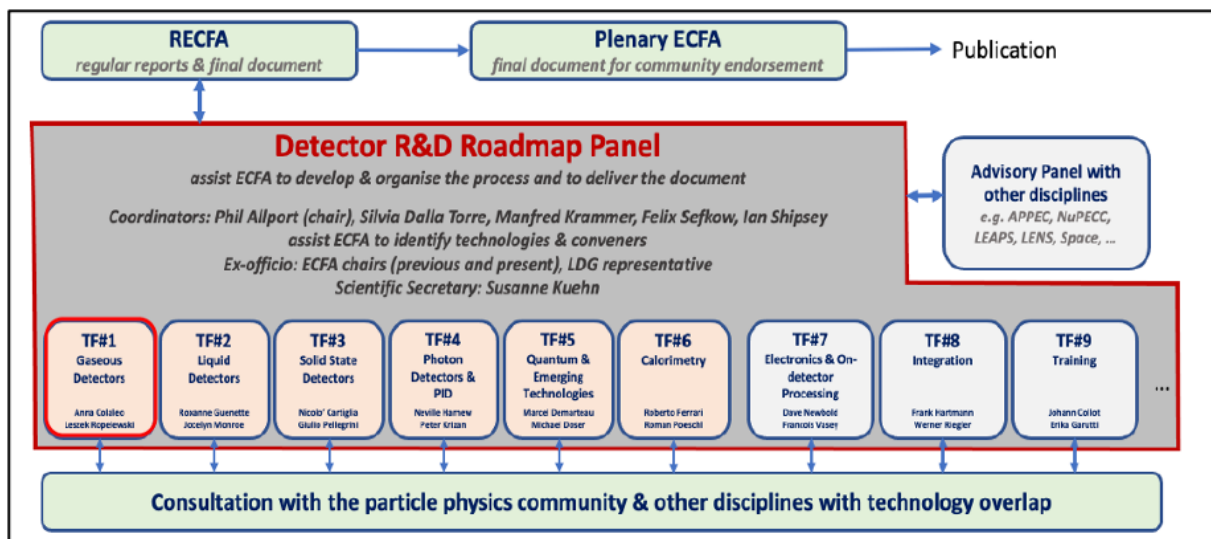 RECFA
regular reports & final document
Plenary ECFA
final document for community endorsement
Publication
Detector R&D Roadmap Panel
assist ECFA to develop & organise the process and to deliver the document
Coordinators: Phil Allport (chair), Silvia Dalla Torre, Manfred Krammer, Felix Sefkow, Ian Shipsey
assist ECFA to identify technologies & conveners
Ex-officio: ECFA chairs (previous and present), LDG representative
Scientific Secretary: Susanne Kuehn
Advisory Panel with
other disciplines
e.g. APPEC, NuPECC,
LEAPS, LENS, Space, ...
TF#1
Gaseous
Detectors
Anna Colaleo
Leszek Ropelewski
TF#2
Liquid
Detectors
Roxanne Guenette
Jocelyn Monroe
TF#3
Solid State
Detectors
Nicolo' Cartiglia
Giulio Pellegrini
TF#4
Photon
Detectors &
PID
Neville Harnew
Peter Krizan
TF#5
Quantum &
Emerging
Technologies
Marcel Demarteau
Michael Doser
TF#6
Calorimetry
Roberto Ferrari
Roman Poeschl
TF#7
Electronics & On-
detector
Processing
Dave Newbold
Francois Vasey
TF#8
Integration
Frank Hartmann
Werner Riegler
TF#9
Training
Johann Collot
Erika Garutti
...
Consultation with the particle physics community & other disciplines with technology overlap